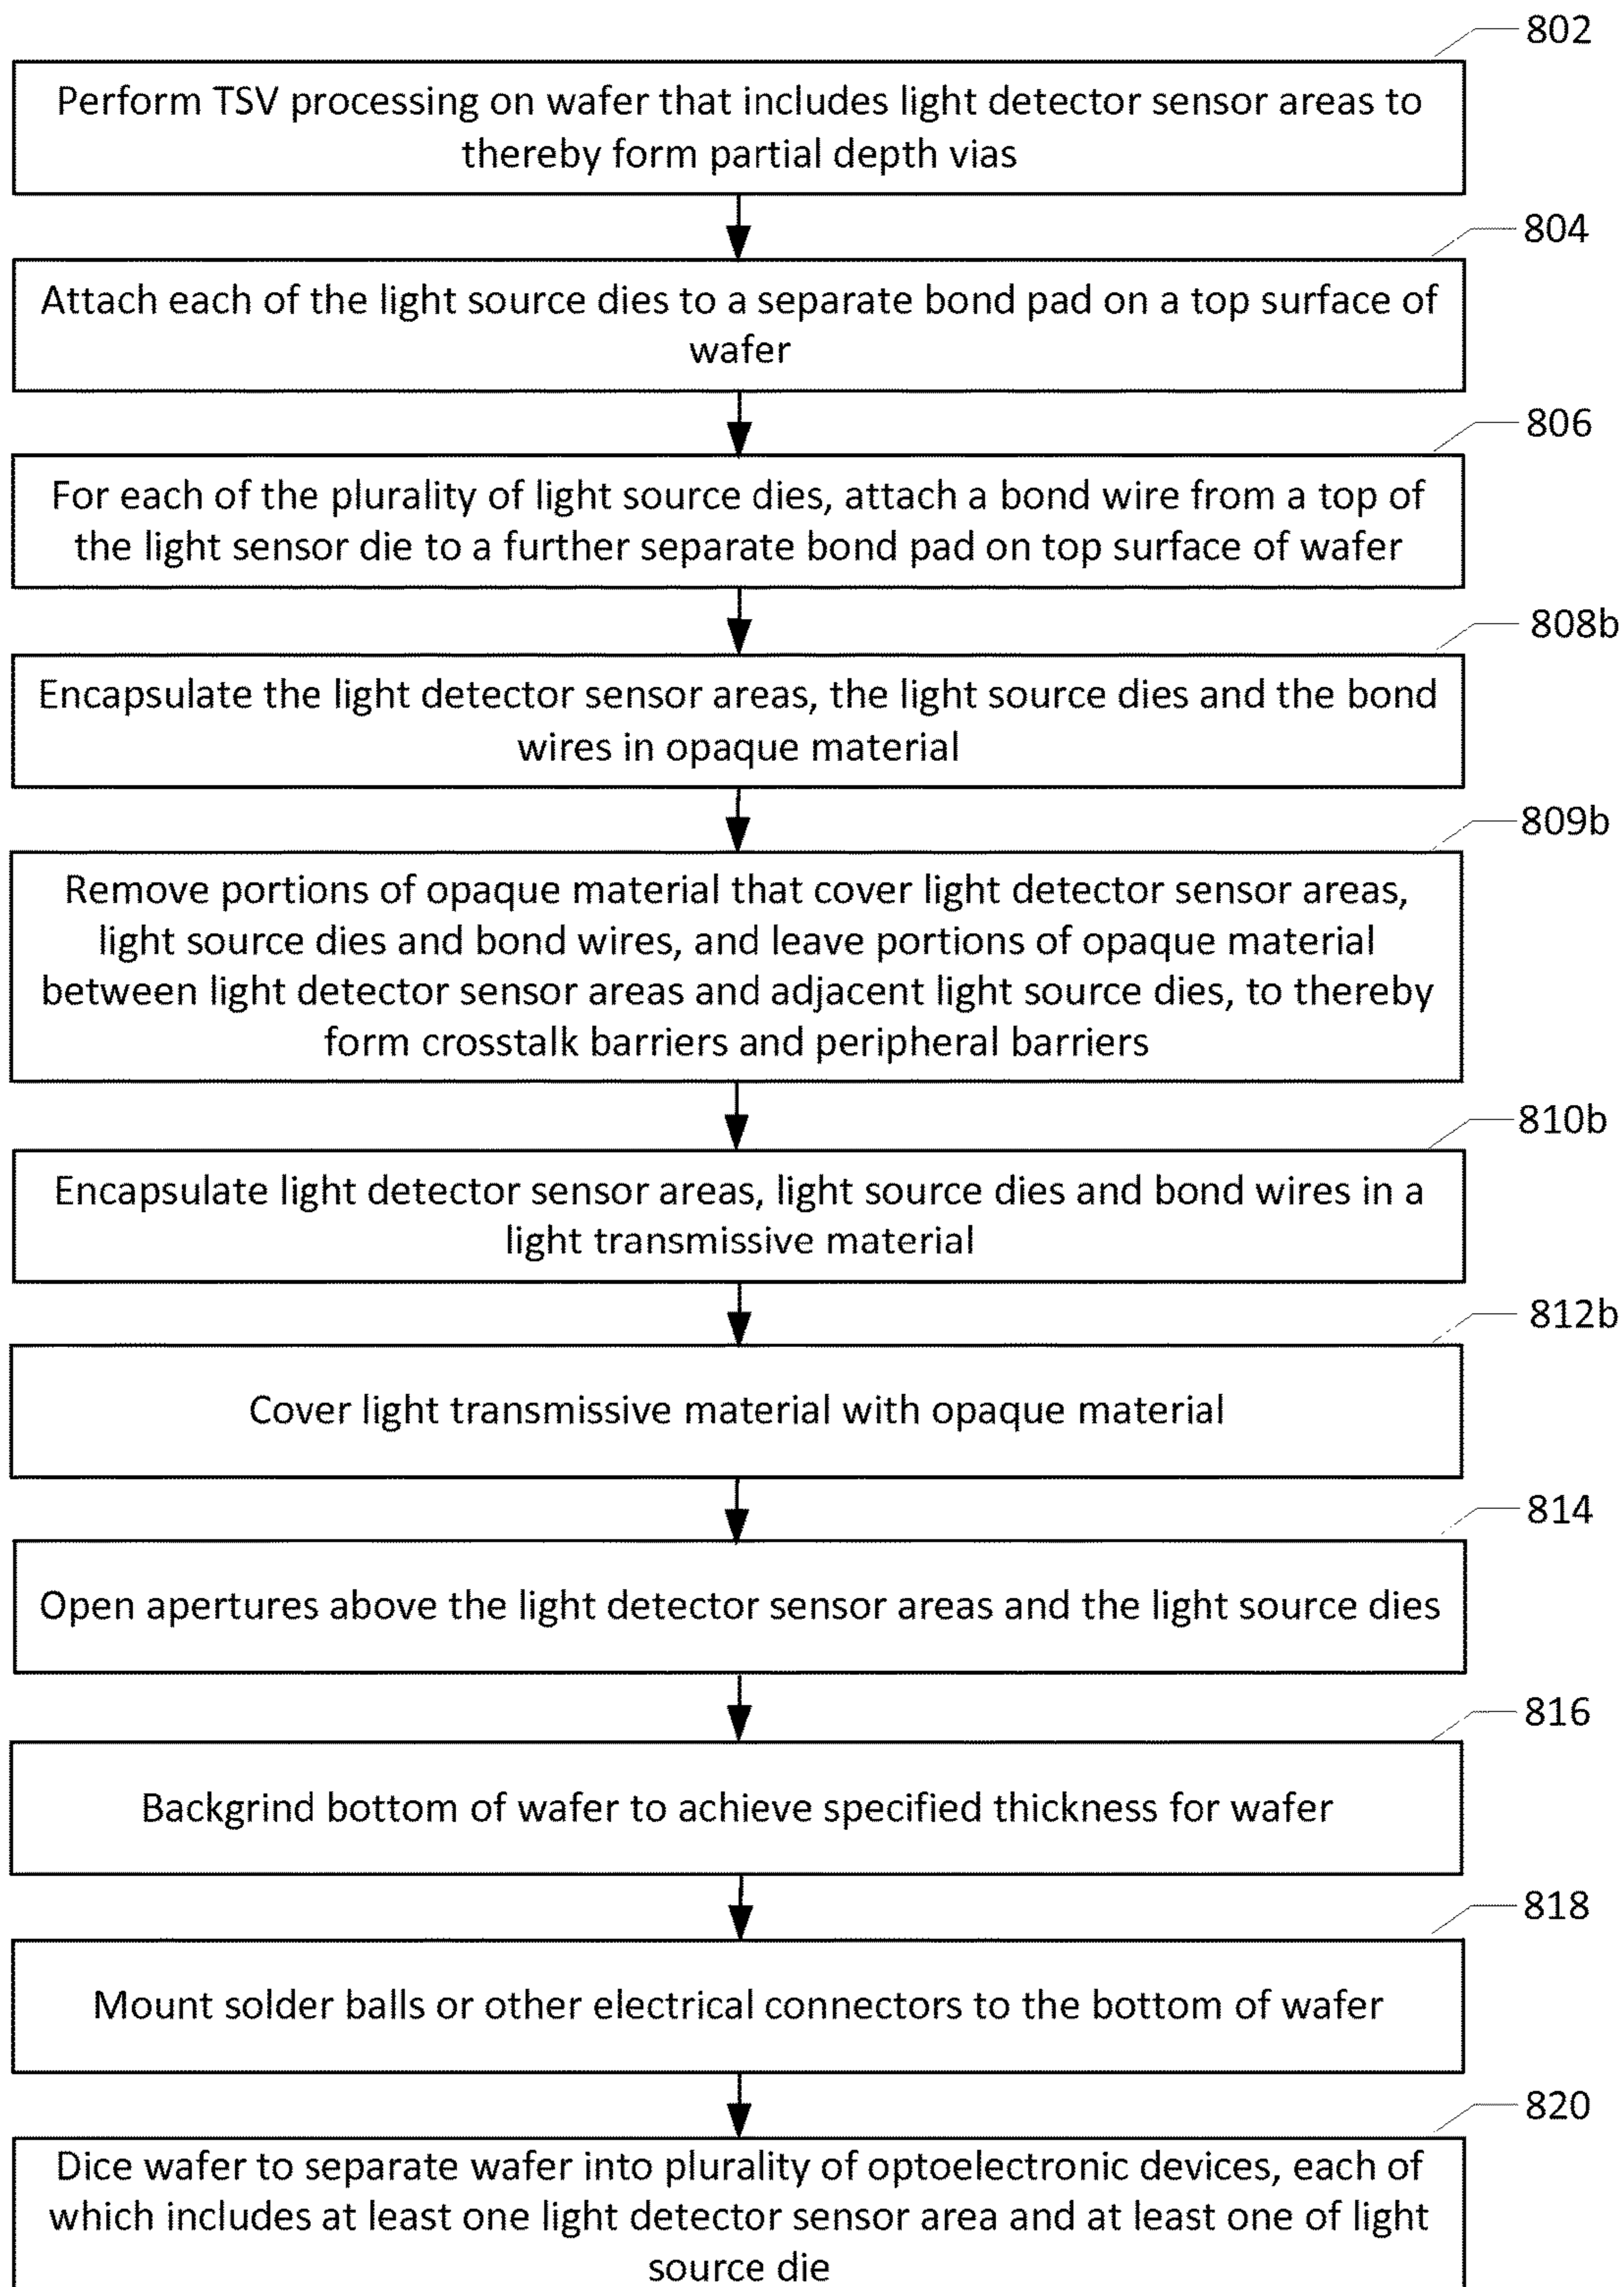 802
Perform TSV processing on wafer that includes light detector sensor areas to
thereby form partial depth vias
804
Attach each of the light source dies to a separate bond pad on a top surface of
wafer
806
For each of the plurality of light source dies, attach a bond wire from a top of
the light sensor die to a further separate bond pad on top surface of wafer
808b
Encapsulate the light detector sensor areas, the light source dies and the bond
wires in opaque material
809b
Remove portions of opaque material that cover light detector sensor areas,
light source dies and bond wires, and leave portions of opaque material
between light detector sensor areas and adjacent light source dies, to thereby
form crosstalk barriers and peripheral barriers
810b
Encapsulate light detector sensor areas, light source dies and bond wires in a
light transmissive material
812b
Cover light transmissive material with opaque material
814
Open apertures above the light detector sensor areas and the light source dies
816
Backgrind bottom of wafer to achieve specified thickness for wafer
818
Mount solder balls or other electrical connectors to the bottom of wafer
820
Dice wafer to separate wafer into plurality of optoelectronic devices, each of
which includes at least one light detector sensor area and at least one of light
source die